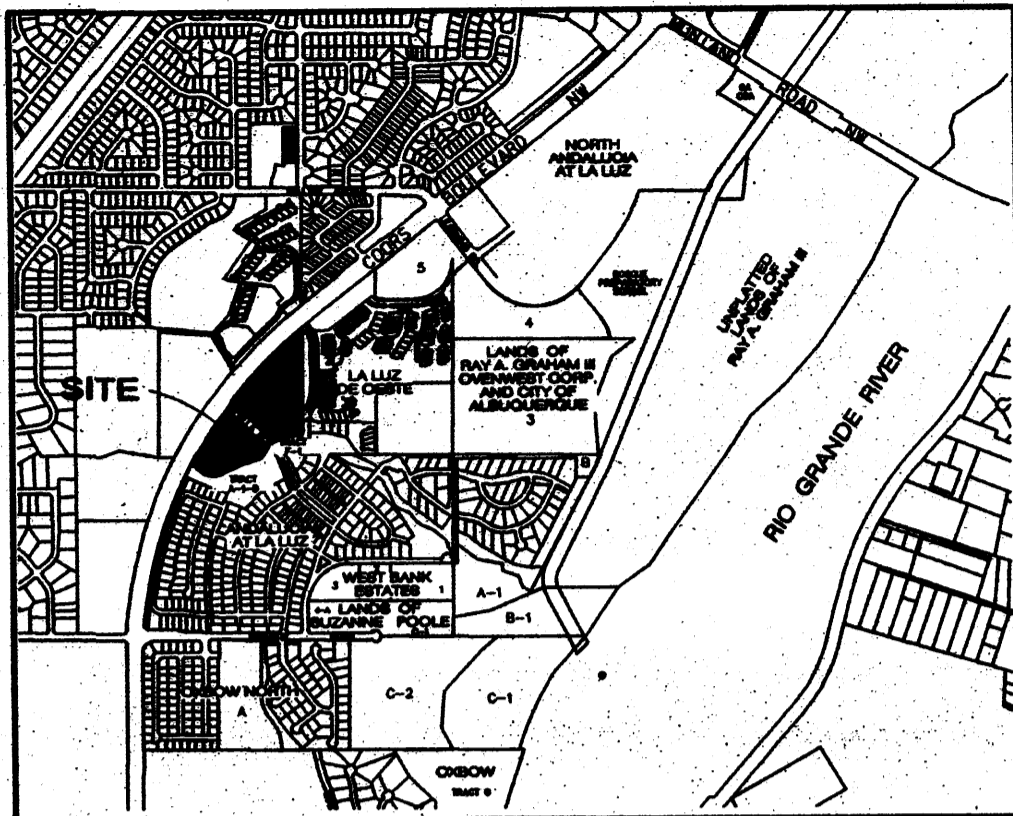 ROAD NW
NW
BOULEVARD
COORS
NORTH
ANDALUCIA
AT LA LUZ
5
4
UNPLATTED
LANDS OF
RAY A. GRAHAM III
LANDS OF
RAY A. GRAHAM III
OVENWEST CORP.
AND CITY OF
ALBUQUERQUE
3
LA LUZ
DE OESTE
SITE
RIO GRANDE RIVER
8
TRACT
AT LA LUZ
3
WEST BANK
ESTATES
1
LANDS OF
SUZANNE POOLE
A-1
B-1
C-2
C-1
OXBOW NORTH
A
OXBOW